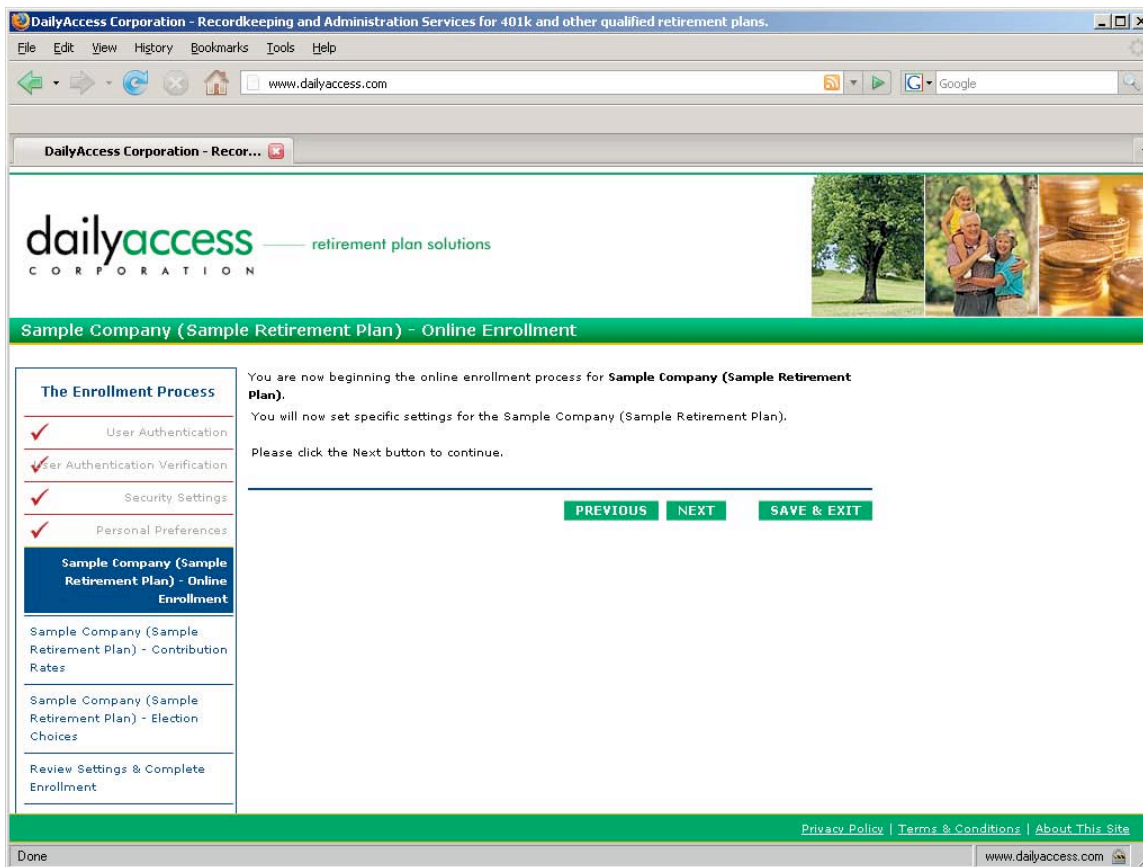 DailyAccess Corporation - Recordkeeping and Administration Services for 401k and other qualified retirement plans.
File Edit View History Bookmarks Tools Help
www.dailyaccess.com
G Google
DailyAccess Corporation - Recor...
dailyaccess
CORPORATION
retirement plan solutions
Sample Company (Sample Retirement Plan) - Online Enrollment
The Enrollment Process
User Authentication
User Authentication Verification
Security Settings
Personal Preferences
Sample Company (Sample
Retirement Plan) - Online
Enrollment
Sample Company (Sample
Retirement Plan) - Contribution
Rates
Sample Company (Sample
Retirement Plan) - Election
Choices
Review Settings & Complete
Enrollment
You are now beginning the online enrollment process for Sample Company (Sample Retirement
Plan).
You will now set specific settings for the Sample Company (Sample Retirement Plan).
Please click the Next button to continue.
PREVIOUS NEXT SAVE & EXIT
Privacy Policy | Terms & Conditions | About This Site
Done
www.dailyaccess.com